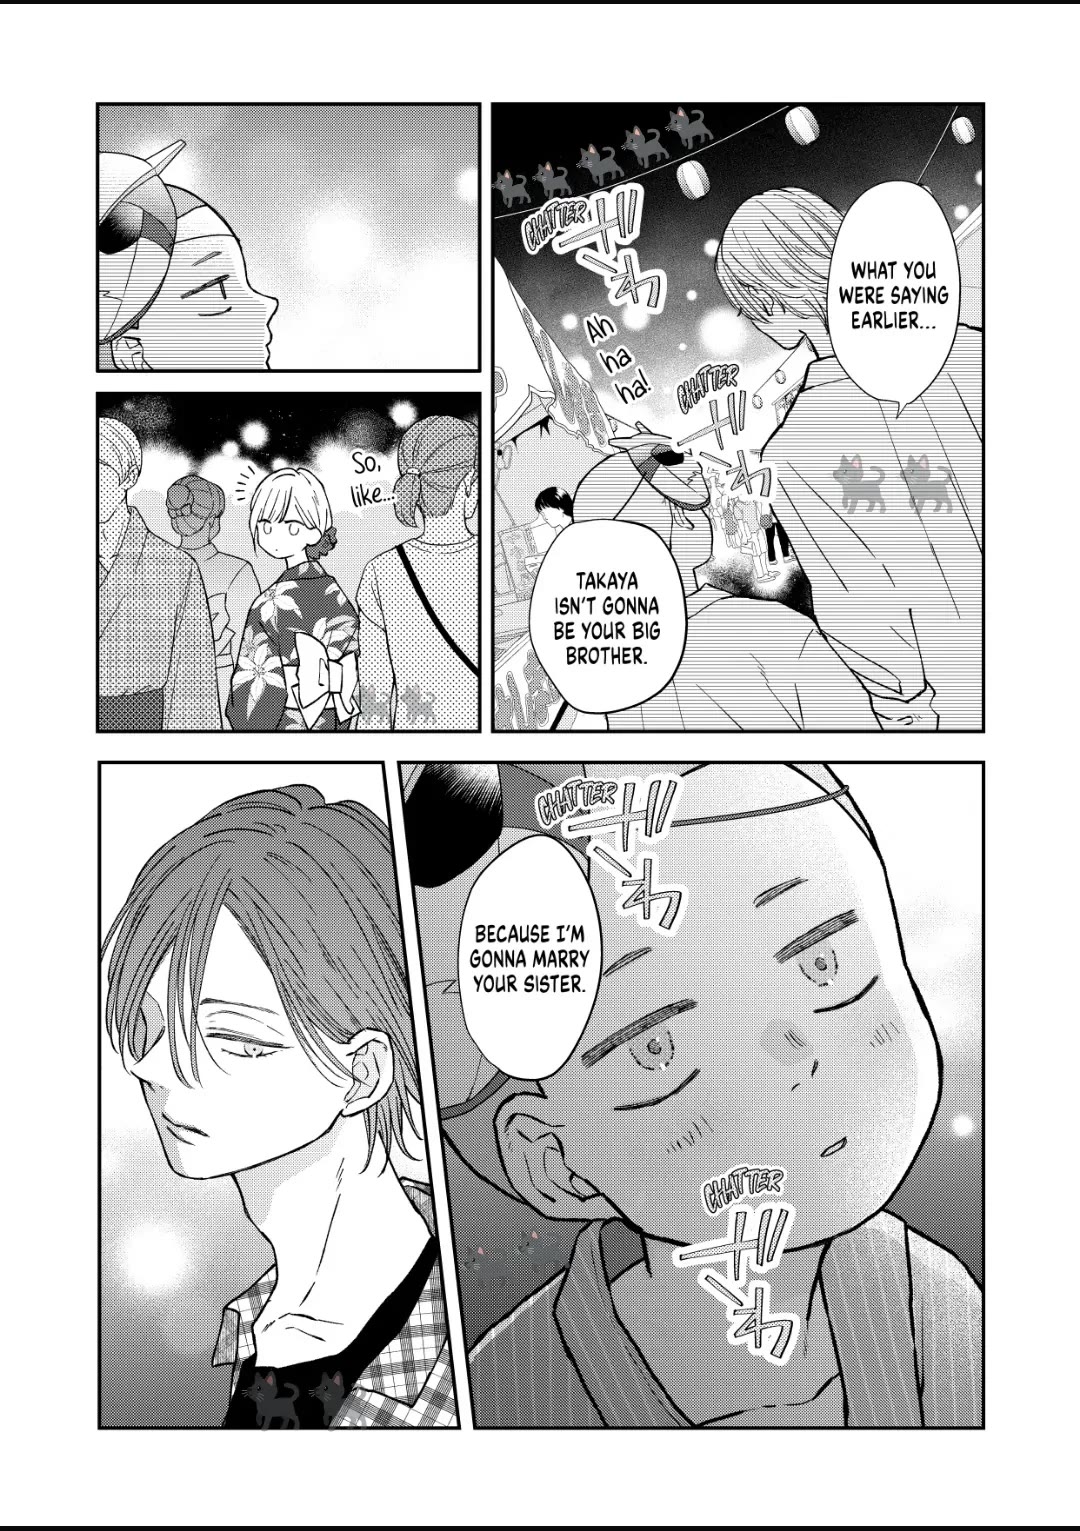 WHAT YOU
WERE SAYING
EARLIER...
CHATTER
ザワ
Ah
ha
ha!
CHATTER
ザワ
TAKAYA
ISN'T GONNA
BE YOUR BIG
BROTHER.
So,
like...
CHATTER
ザワ
BECAUSE I'M
GONNA MARRY
YOUR SISTER.
CHATTER
ザワ